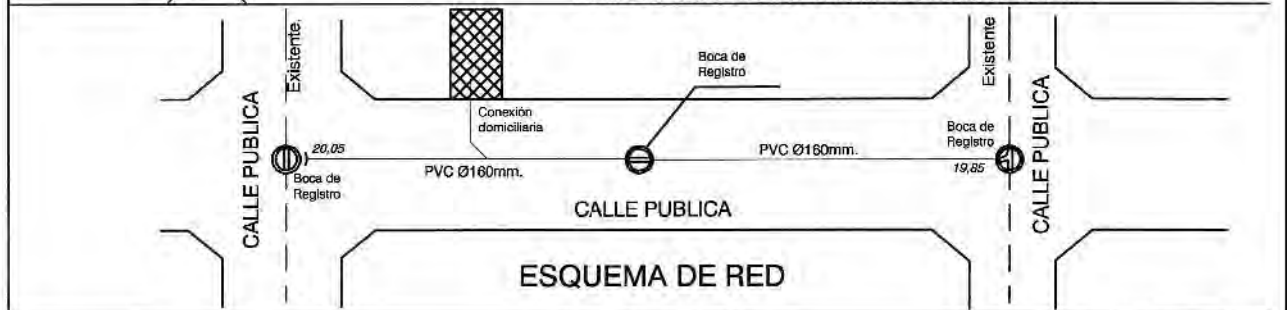 Existente.
CALLE PUBLICA
20,05
Boca de
Registro
Conexión
domiciliaria
PVC Ø160mm.
Boca de
Registro
PVC Ø160mm.
CALLE PUBLICA
Existente
Boca de
Registro
19,85
CALLE PUBLICA
ESQUEMA DE RED